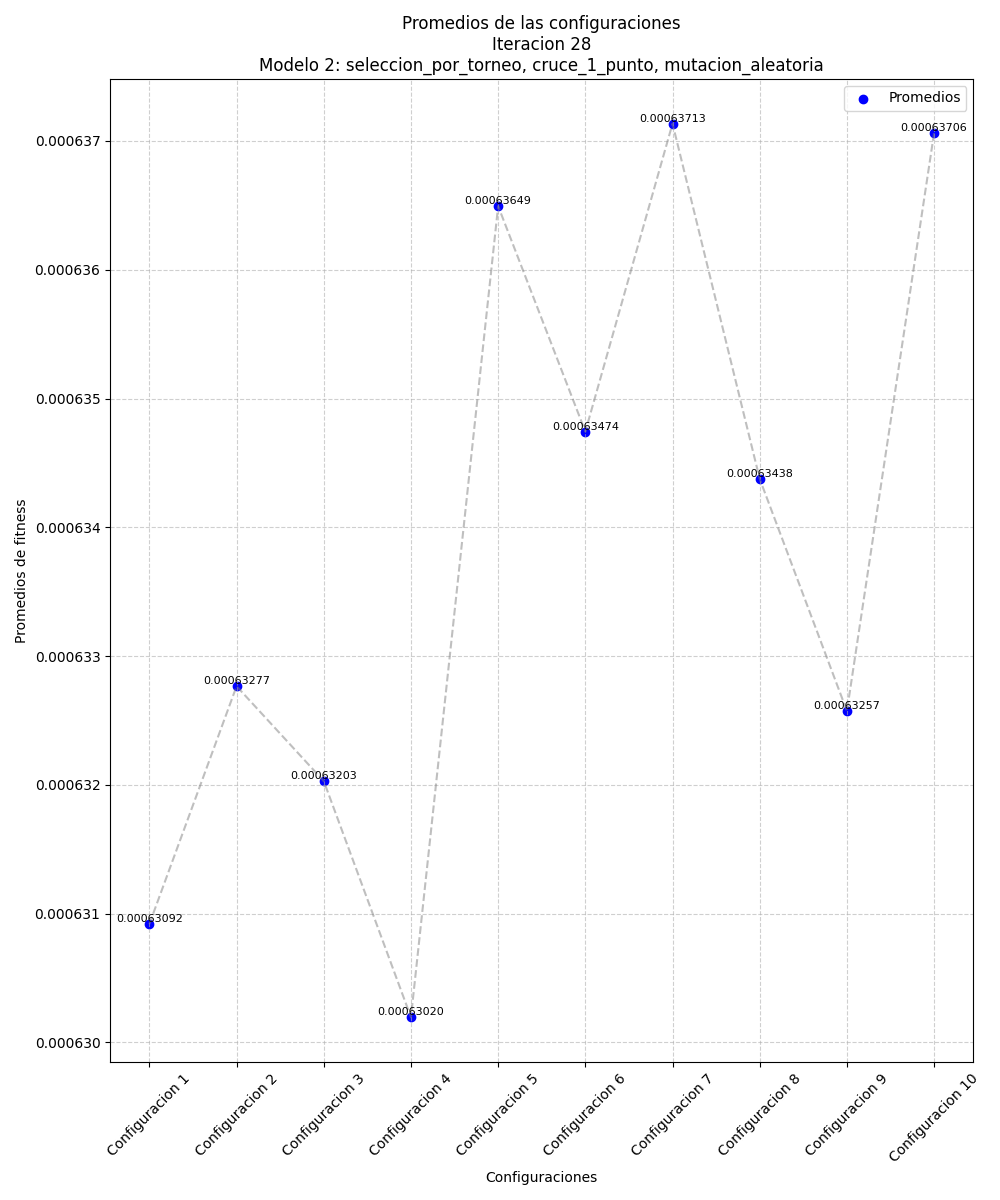 Promedios de las configuraciones
Iteracion 28
Modelo 2: seleccion_por_torneo, cruce_1_punto, mutacion_aleatoria
Promedios
0.00063713
0.00063706
0.000637
0.00063649
0.000636
0.000635
0.00063474
0.00063438
0.000634
Promedios de fitness
0.000633
0.00063277
0.00063257
0.00063203
0.000632
0.000631
0.00063092
0.00063020
0.000630
Configuracion 1
Configuracion 2
Configuracion 3
Configuracion 4
Configuracion 5
Configuracion 6
Configuracion 7
Configuracion 8
Configuracion 9
Configuracion 10
Configuraciones